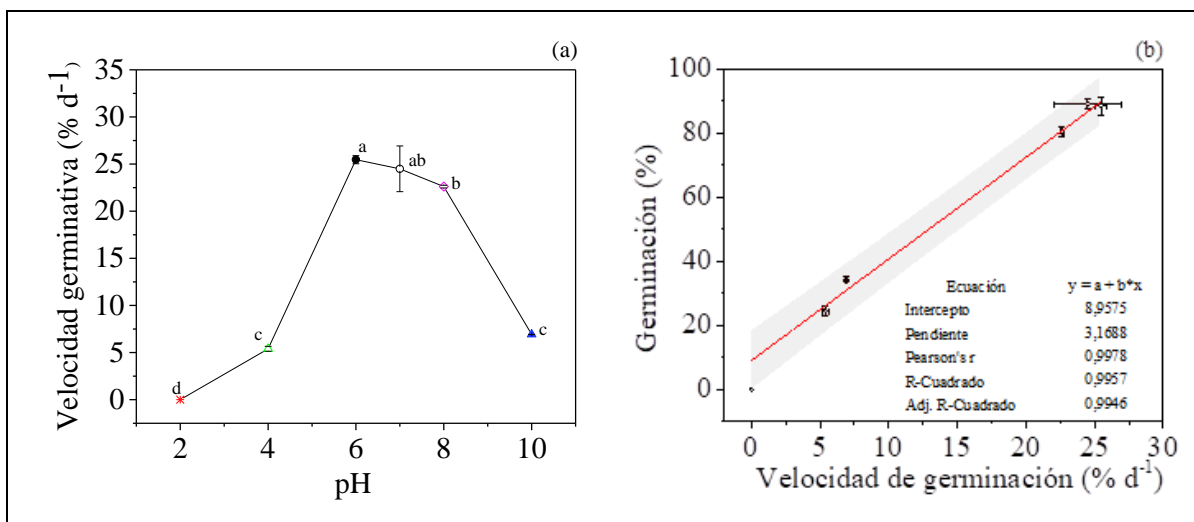 (a)
Velocidad germinativa (% d-1)
35
30
25
20
15
10
5
0
a
ab
b
c
c
d
2
4
6
8
10
pH
(b)
Germinación (%)
100
80
60
40
20
0
Ecuación y = a + b*x
Intercepto 8,9575
Pendiente 3,1688
Pearson's r 0,9978
R-Cuadrado 0,9957
Adj. R-Cuadrado 0,9946
0
5
10
15
20
25
30
Velocidad de germinación (% d-1)